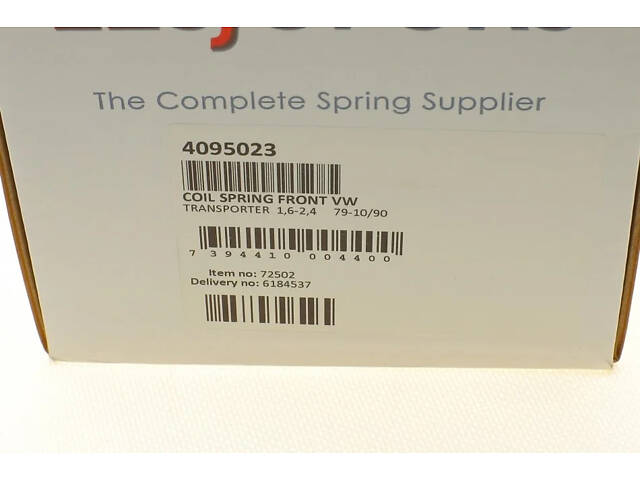 The Complete Spring Supplier
4095023
COIL SPRING FRONT VW
TRANSPORTER 1,6-2,4 79-10/90
7 394410 004400
Item no: 72502
Delivery no: 6184537